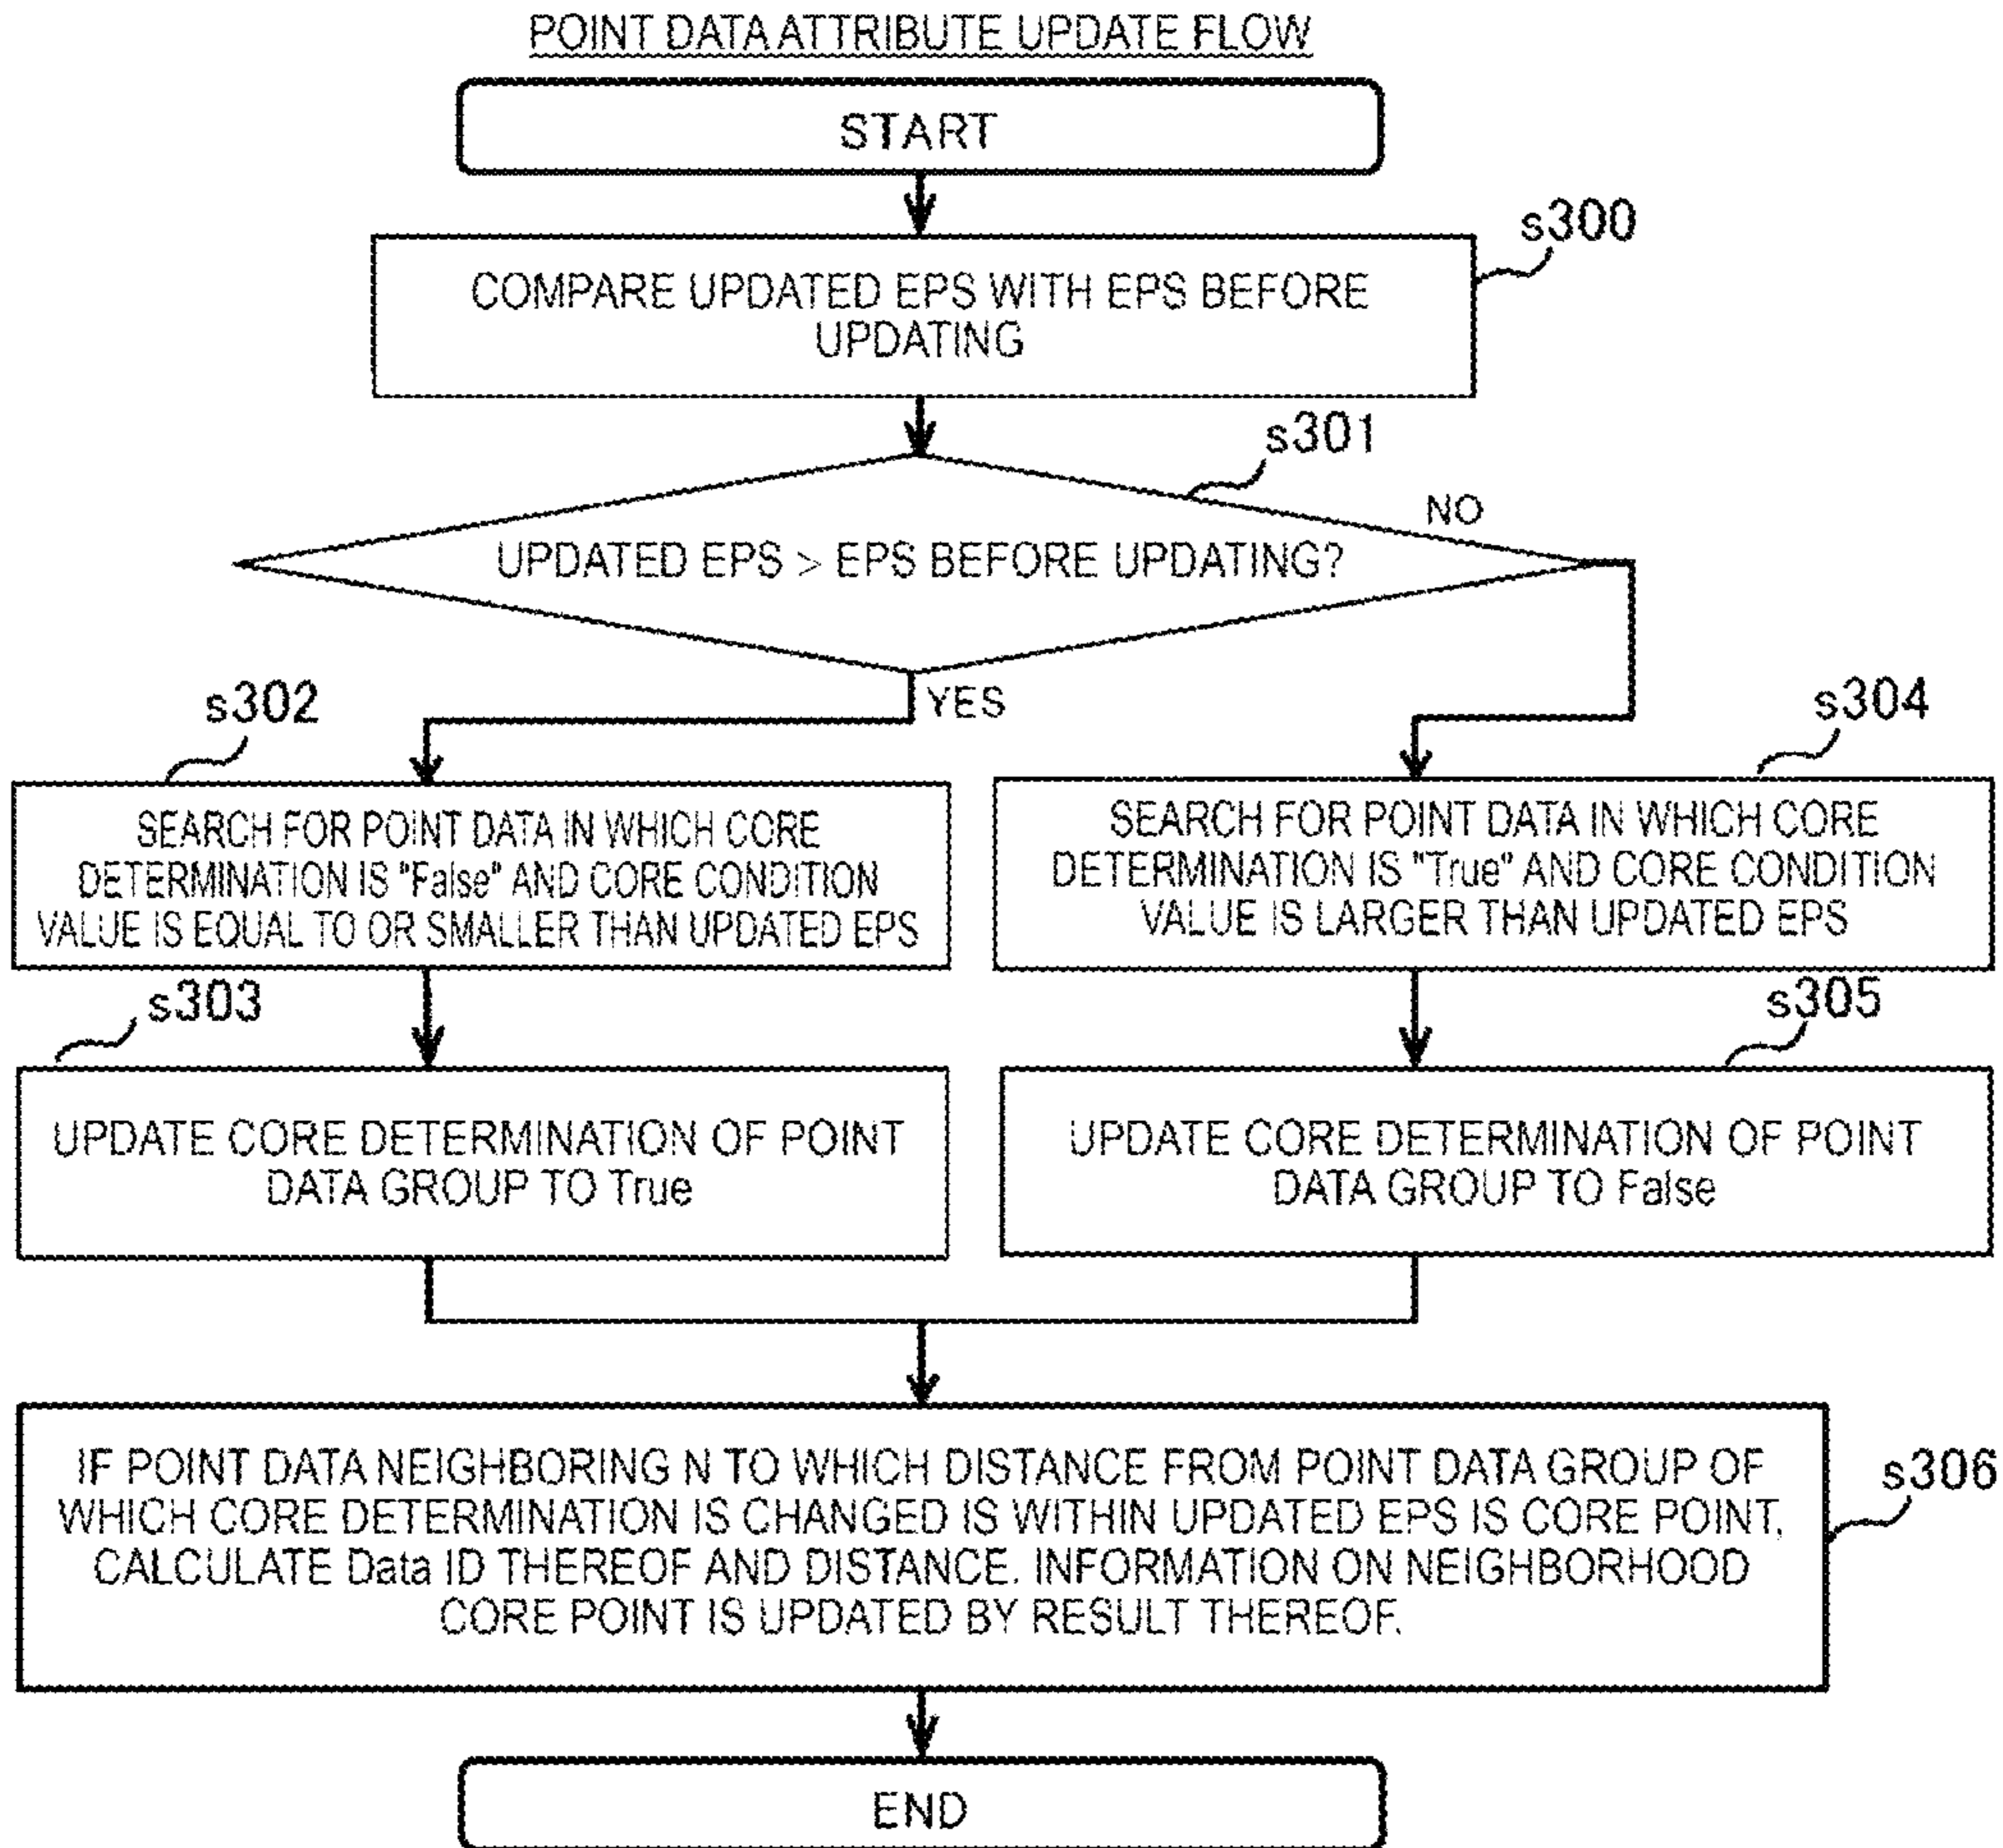 POINT DATA ATTRIBUTE UPDATE FLOW
START
s300
COMPARE UPDATED EPS WITH EPS BEFORE
UPDATING
s301
NO
UPDATED EPS > EPS BEFORE UPDATING?
YES
s302
SEARCH FOR POINT DATA IN WHICH CORE
DETERMINATION IS "False" AND CORE CONDITION
VALUE IS EQUAL TO OR SMALLER THAN UPDATED EPS
s304
SEARCH FOR POINT DATA IN WHICH CORE
DETERMINATION IS "True" AND CORE CONDITION
VALUE IS LARGER THAN UPDATED EPS
s303
UPDATE CORE DETERMINATION OF POINT
DATA GROUP TO True
s305
UPDATE CORE DETERMINATION OF POINT
DATA GROUP TO False
IF POINT DATA NEIGHBORING N TO WHICH DISTANCE FROM POINT DATA GROUP OF
WHICH CORE DETERMINATION IS CHANGED IS WITHIN UPDATED EPS IS CORE POINT,
CALCULATE Data ID THEREOF AND DISTANCE. INFORMATION ON NEIGHBORHOOD
CORE POINT IS UPDATED BY RESULT THEREOF.
s306
END